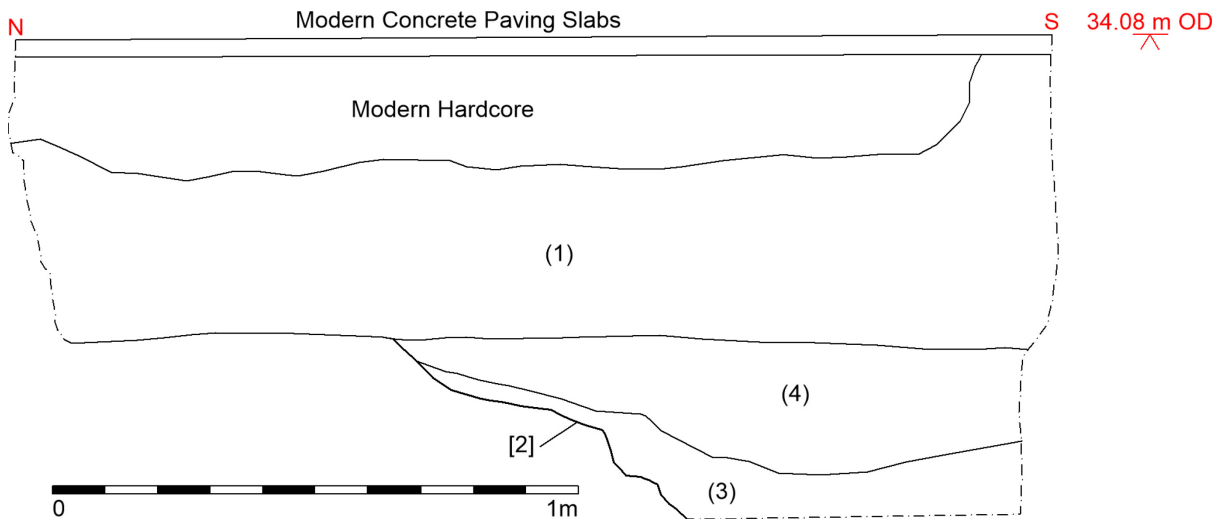 Modern Concrete Paving Slabs
N
S 34.08 m OD
Modern Hardcore
(1)
(4)
[2]
(3)
0 1m